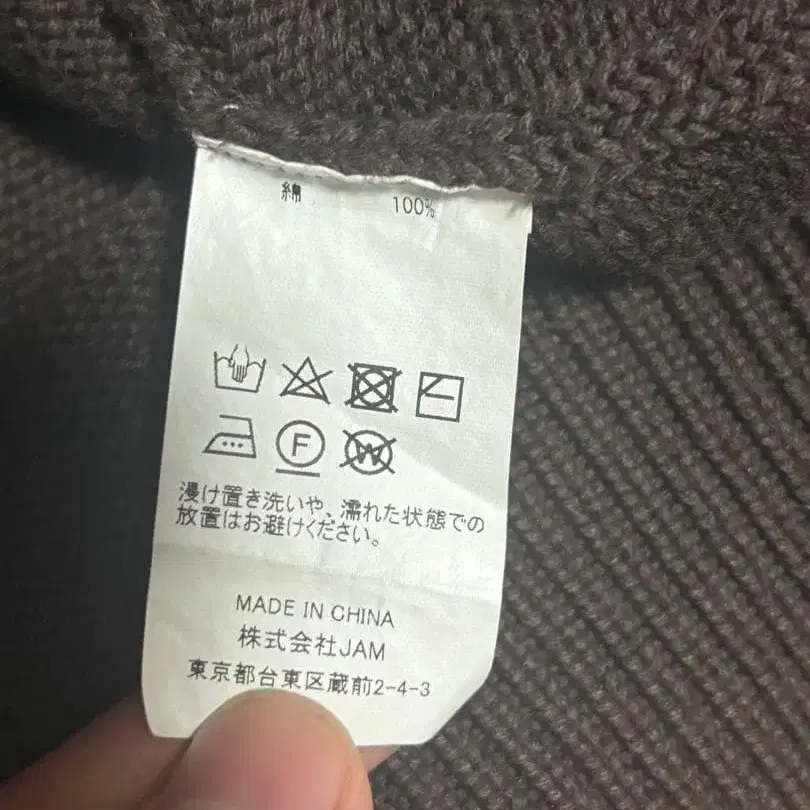 綿 100%
F
W
浸け置き洗いや、濡れた状態での
放置はお避けください。
MADE IN CHINA
株式会社JAM
東京都台東区蔵前2-4-3